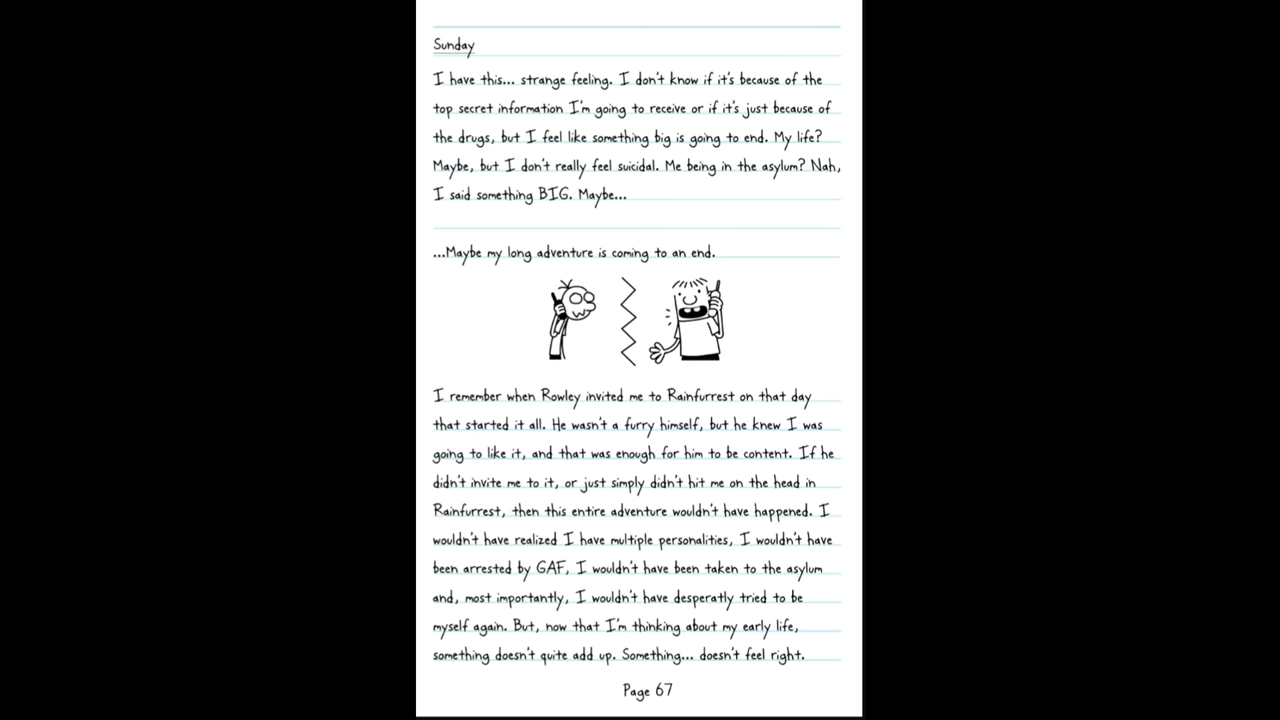 Sunday
I have this... strange feeling. I don't know if it's because of the
top secret information I'm going to receive or if it's just because of
the drugs, but I feel like something big is going to end. My life?
Maybe, but I don't really feel suicidal. Me being in the asylum? Nah,
I said something BIG. Maybe...
...Maybe my long adventure is coming to an end.
I remember when Rowley invited me to Rainfurrest on that day
that started it all. He wasn't a furry himself, but he knew I was
going to like it, and that was enough for him to be content. If he
didn't invite me to it, or just simply didn't hit me on the head in
Rainfurrest, then this entire adventure wouldn't have happened. I
wouldn't have realized I have multiple personalities, I wouldn't have
been arrested by GAF, I wouldn't have been taken to the asylum
and, most importantly, I wouldn't have desperatly tried to be
myself again. But, now that I'm thinking about my early life,
something doesn't quite add up. Something... doesn't feel right.
Page 67